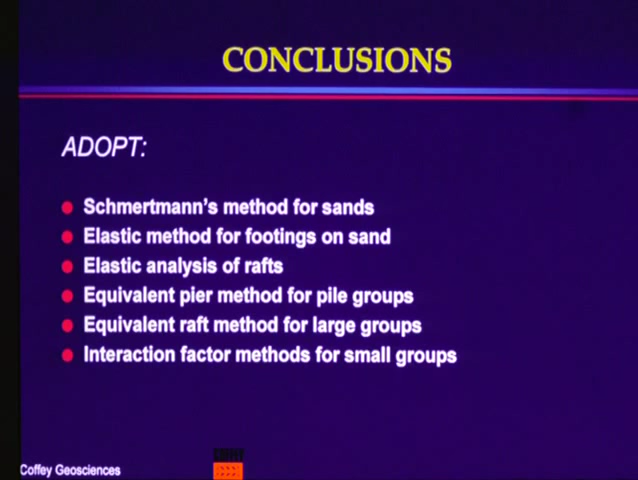 CONCLUSIONS
ADOPT:
Schmertmann's method for sands
Elastic method for footings on sand
Elastic analysis of rafts
Equivalent pier method for pile groups
Equivalent raft method for large groups
Interaction factor methods for small groups
Coffey Geosciences